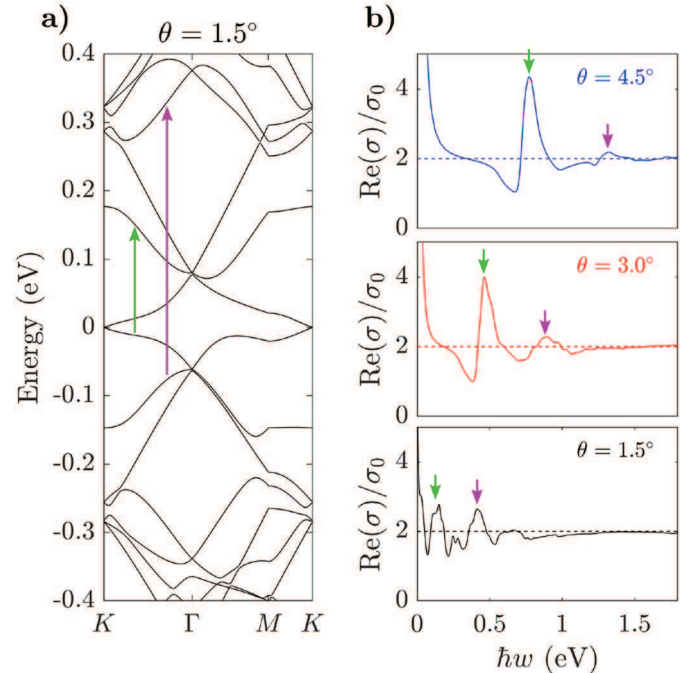 a)
θ = 1.5°
Energy (eV)
0.4
0.3
0.2
0.1
0
-0.1
-0.2
-0.3
-0.4
K Γ M K
b)
Re(σ)/σ₀
4
2
0
θ = 4.5°
Re(σ)/σ₀
4
2
0
θ = 3.0°
Re(σ)/σ₀
4
2
0
θ = 1.5°
0 0.5 1 1.5
ħw (eV)